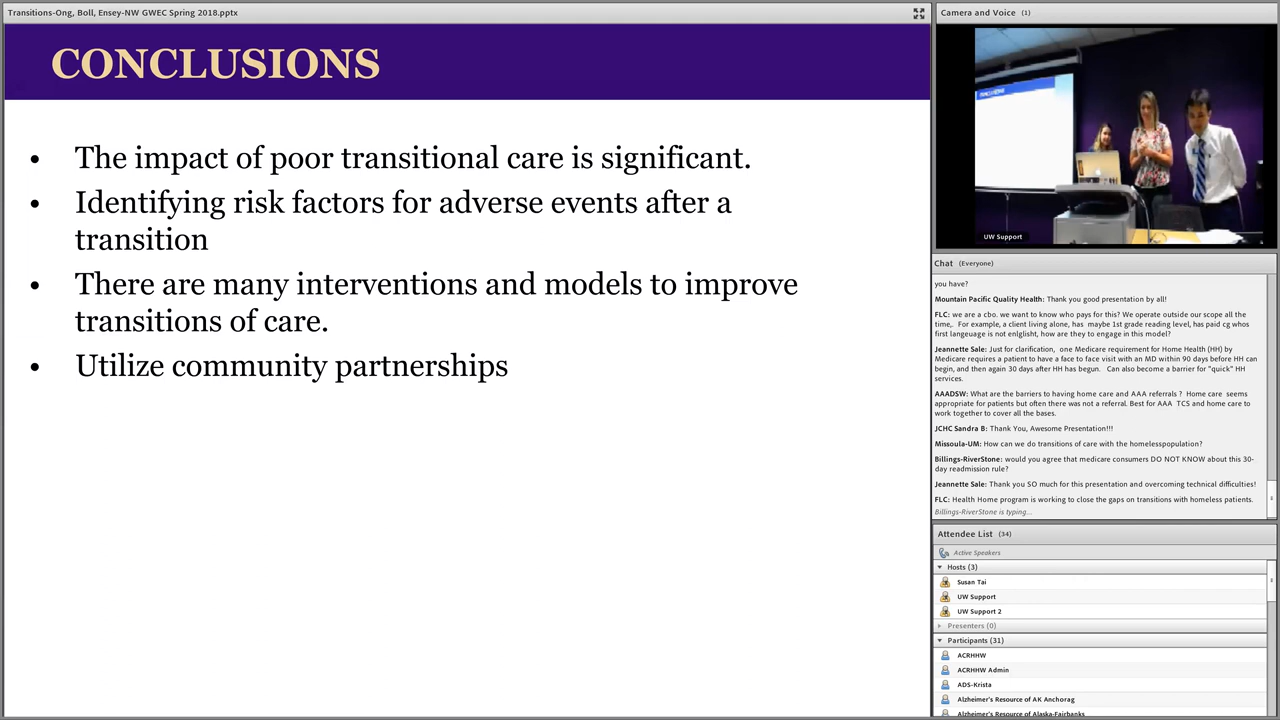 Transitions-Ong, Boll, Ensey-NW GWEC Spring 2018.pptx
CONCLUSIONS
• The impact of poor transitional care is significant.
• Identifying risk factors for adverse events after a
transition
• There are many interventions and models to improve
transitions of care.
• Utilize community partnerships
Camera and Voice (1)
UW Support
Chat (Everyone)
you have?
Mountain Pacific Quality Health: Thank you good presentation by all!
FLC: we are a cbo. we want to know who pays for this? We operate outside our scope all the
time,. For example, a client living alone, has maybe 1st grade reading level, has paid cg whos
first langeuage is not englisht, how are they to engage in this model?
Jeannette Sale: Just for clarification, one Medicare requirement for Home Health (HH) by
Medicare requires a patient to have a face to face visit with an MD within 90 days before HH can
begin, and then again 30 days after HH has begun. Can also become a barrier for "quick" HH
services.
AAADSW: What are the barriers to having home care and AAA referrals ? Home care seems
appropriate for patients but often there was not a referral. Best for AAA TCS and home care to
work together to cover all the bases.
JCHC Sandra B: Thank You, Awesome Presentation!!!
Missoula-UM: How can we do transitions of care with the homelesspopulation?
Billings-RiverStone: would you agree that medicare consumers DO NOT KNOW about this 30-
day readmission rule?
Jeannette Sale: Thank you SO much for this presentation and overcoming technical difficulties!
FLC: Health Home program is working to close the gaps on transitions with homeless patients.
Billings-RiverStone is typing...
Attendee List (34)
Active Speakers
Hosts (3)
Susan Tai
UW Support
UW Support 2
Presenters (0)
Participants (31)
ACRHHW
ACRHHW Admin
ADS-Krista
Alzheimer's Resource of AK Anchorag
Alzheimer's Resource of Alaska-Fairbanks